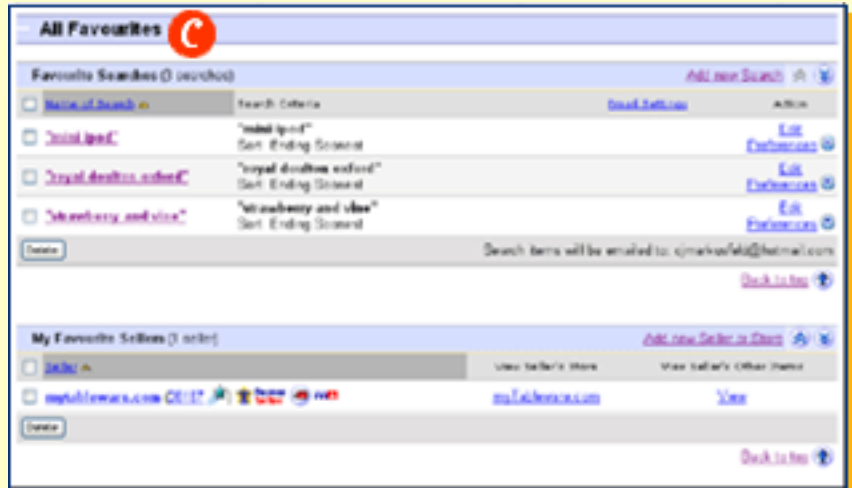 All Favourites C
Favourite Searches (3 searches) Add new Search
Name of Search Search Criteria Email Settings Action
"mini ipod" "mini ipod" Edit
Sort: Ending Soonest Preferences
"royal doulton oxford" "royal doulton oxford" Edit
Sort: Ending Soonest Preferences
"strawberry and vine" "strawberry and vine" Edit
Sort: Ending Soonest Preferences
Delete Search items will be emailed to:
Back to top
My Favourite Sellers (1 seller) Add new Seller or Store
Seller View Seller's Store View Seller's Other Items
mytableware.com myTableware.com View
Delete
Back to top